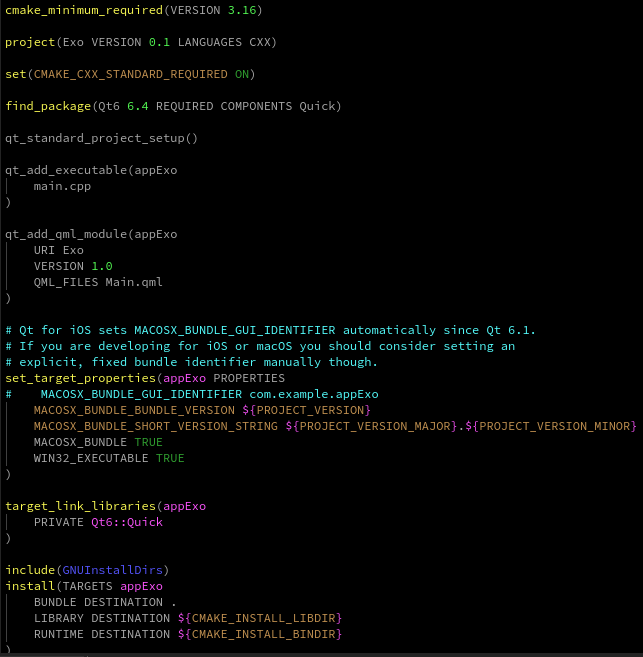 cmake_minimum_required(VERSION 3.16)
project(Exo VERSION 0.1 LANGUAGES CXX)
set(CMAKE_CXX_STANDARD_REQUIRED ON)
find_package(Qt6 6.4 REQUIRED COMPONENTS Quick)
qt_standard_project_setup()
qt_add_executable(appExo
    main.cpp
)
qt_add_qml_module(appExo
    URI Exo
    VERSION 1.0
    QML_FILES Main.qml
)
# Qt for iOS sets MACOSX_BUNDLE_GUI_IDENTIFIER automatically since Qt 6.1.
# If you are developing for iOS or macOS you should consider setting an
# explicit, fixed bundle identifier manually though.
set_target_properties(appExo PROPERTIES
#    MACOSX_BUNDLE_GUI_IDENTIFIER com.example.appExo
    MACOSX_BUNDLE_BUNDLE_VERSION ${PROJECT_VERSION}
    MACOSX_BUNDLE_SHORT_VERSION_STRING ${PROJECT_VERSION_MAJOR}.${PROJECT_VERSION_MINOR}
    MACOSX_BUNDLE TRUE
    WIN32_EXECUTABLE TRUE
)
target_link_libraries(appExo
    PRIVATE Qt6::Quick
)
include(GNUInstallDirs)
install(TARGETS appExo
    BUNDLE DESTINATION .
    LIBRARY DESTINATION ${CMAKE_INSTALL_LIBDIR}
    RUNTIME DESTINATION ${CMAKE_INSTALL_BINDIR}
)